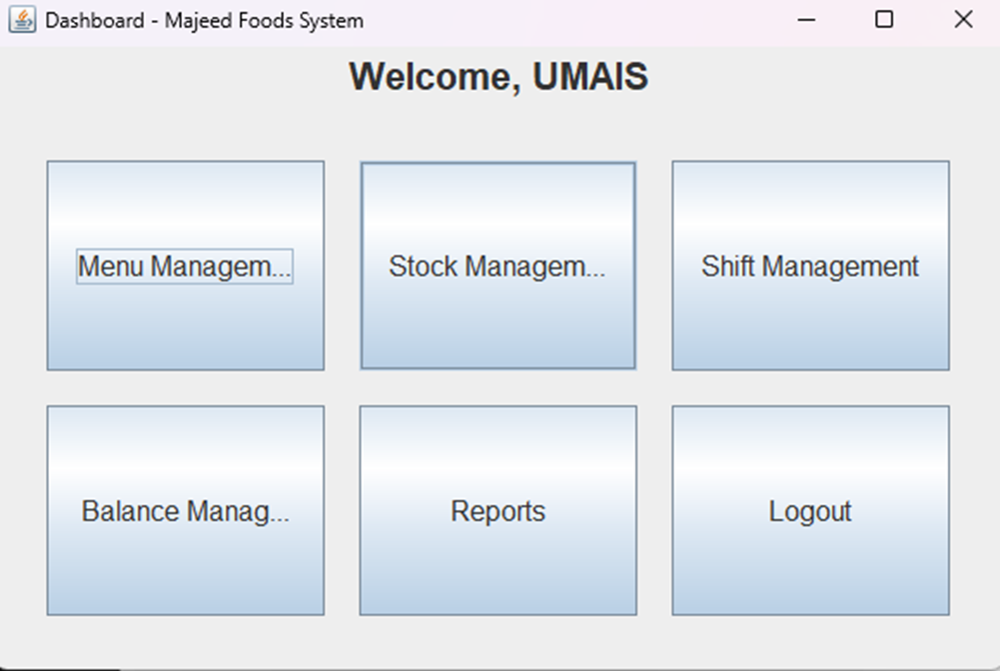 Dashboard - Majeed Foods System
Welcome, UMAIS
Menu Managem...
Stock Managem...
Shift Management
Balance Manag...
Reports
Logout